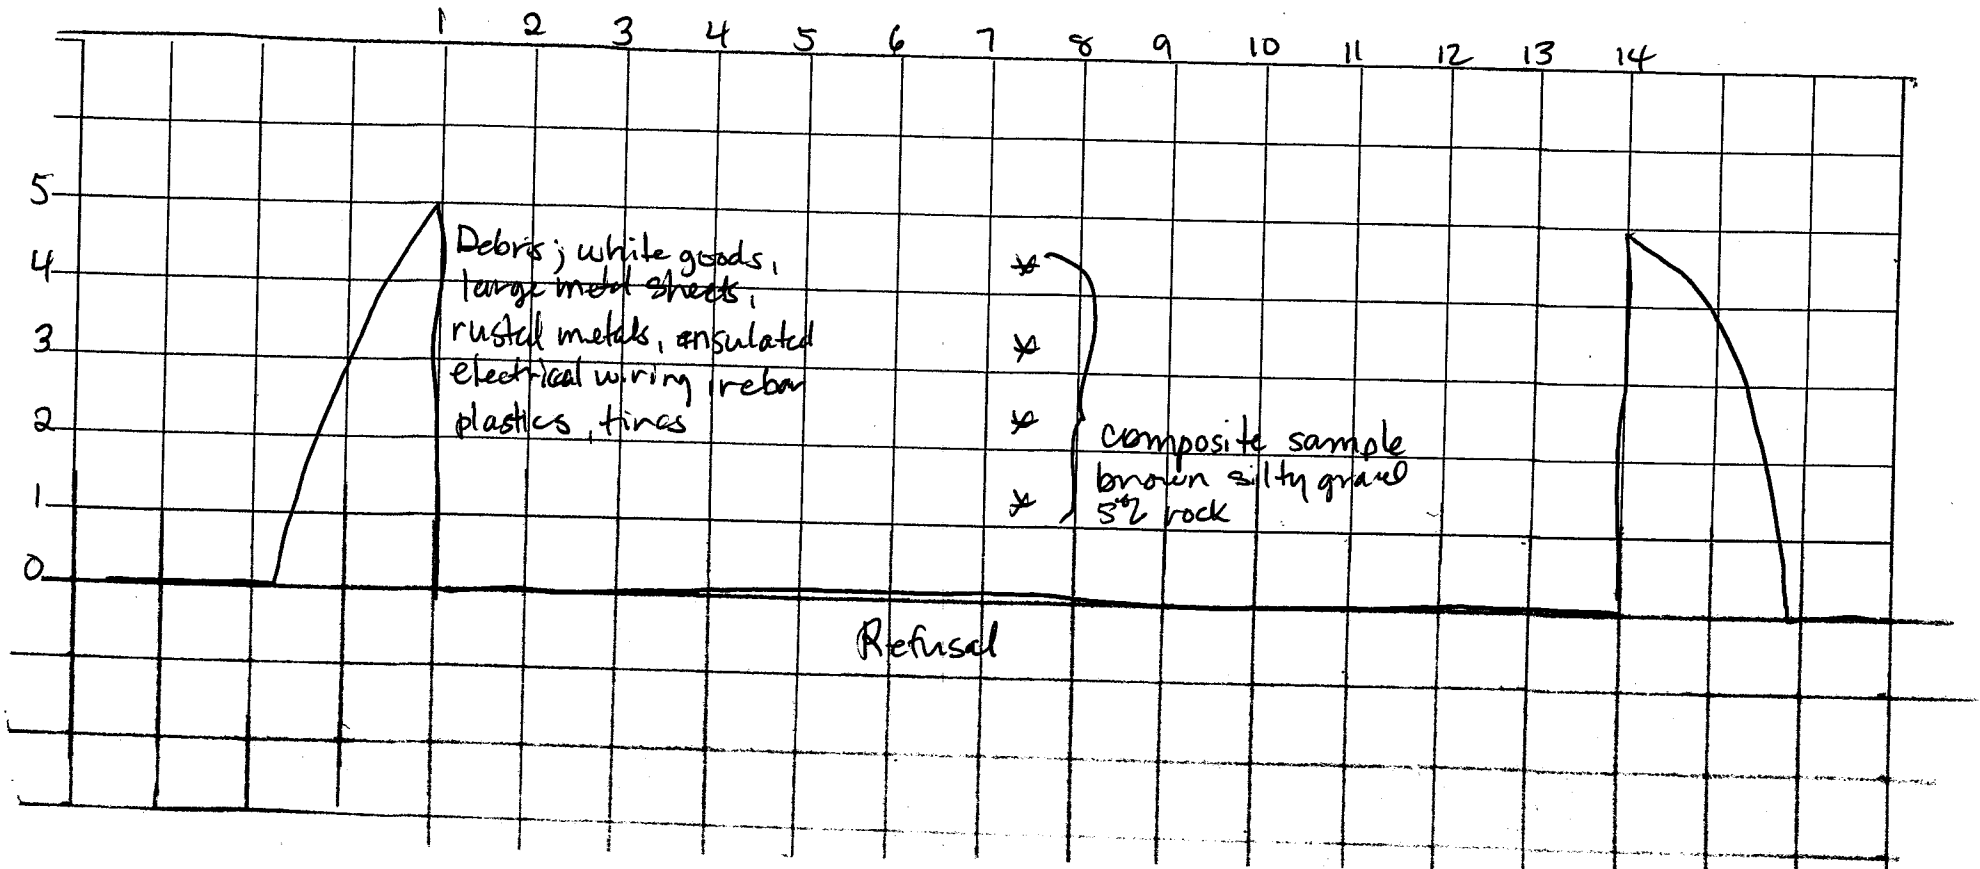 1 2 3 4 5 6 7 8 9 10 11 12 13 14
5
4
3
2
1
0
Debris; white goods,
large metal sheets,
rusted metals, insulated
electrical wiring, rebar
plastics, tires
composite sample
brown silty gravel
5% rock
Refusal